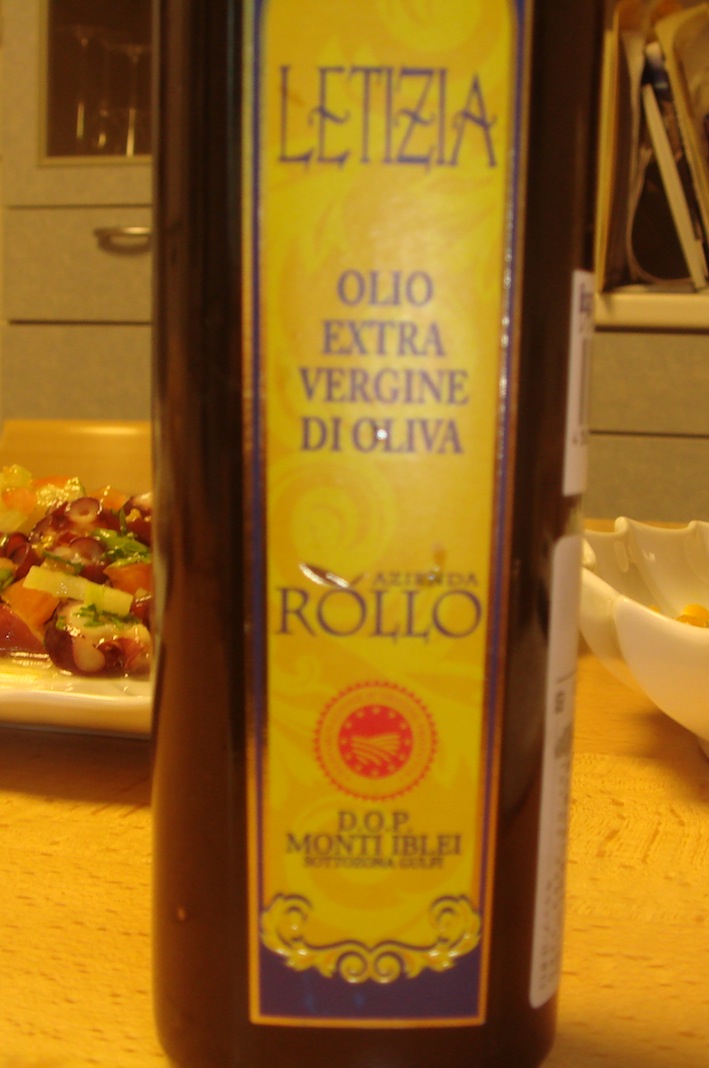 LETIZIA
OLIO
EXTRA
VERGINE
DI OLIVA
AZIENDA
ROLLO
D.O.P.
MONTI IBLEI
SOTTOZONA GULFI